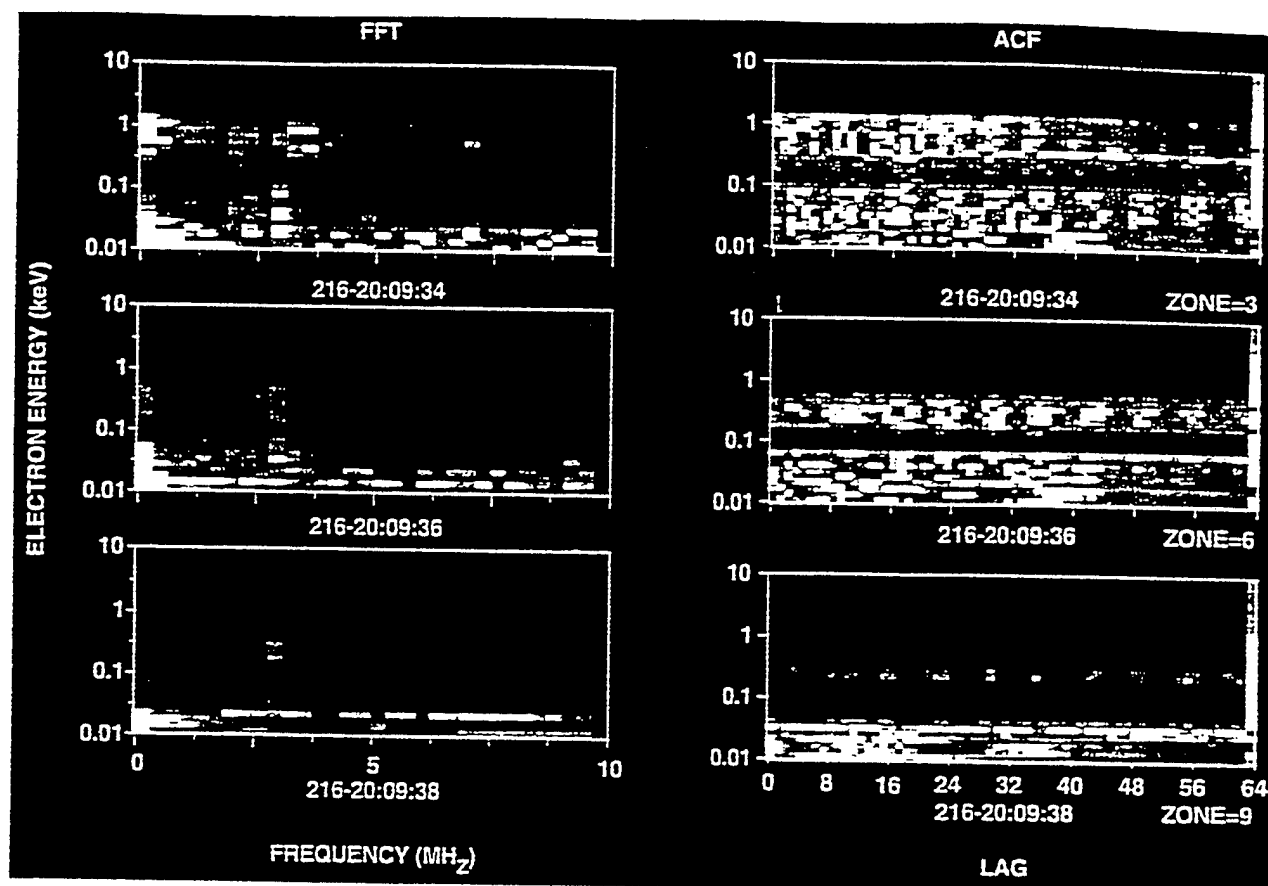 FFT
ACF
ELECTRON ENERGY (keV)
10
1
0.1
0.01
216-20:09:34
10
1
0.1
0.01
216-20:09:34 ZONE=3
10
1
0.1
0.01
216-20:09:36
10
1
0.1
0.01
216-20:09:36 ZONE=6
10
1
0.1
0.01
0 5 10
216-20:09:38
10
1
0.1
0.01
0 8 16 24 32 40 48 56 64
216-20:09:38 ZONE=9
FREQUENCY (MHZ)
LAG